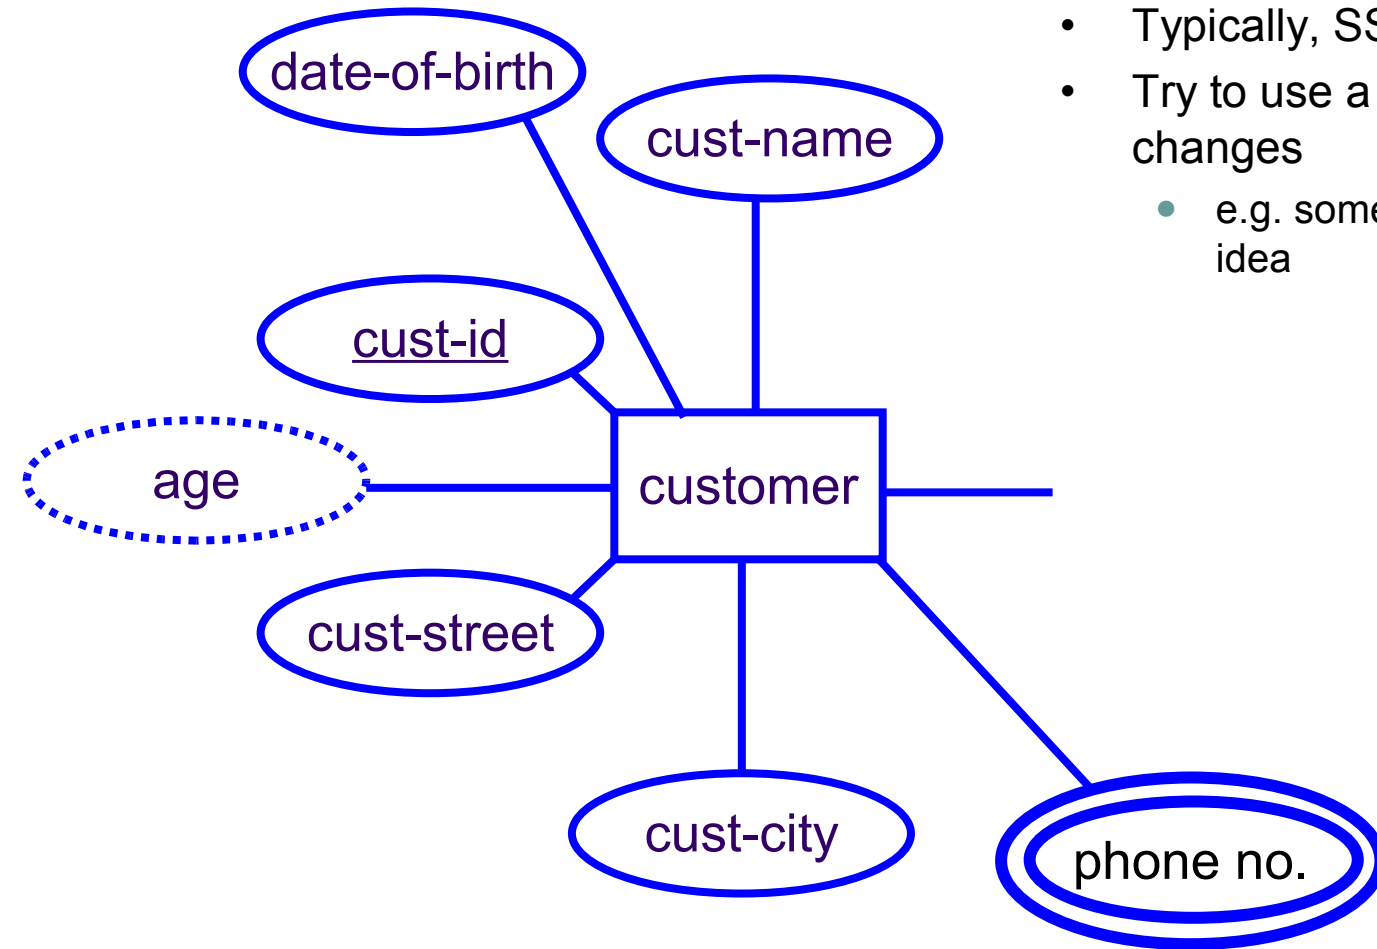 • Typically,
• Try to use a
changes
• e.g.
idea
date-of-birth
cust-name
cust-id
age
customer
cust-street
cust-city
phone no.